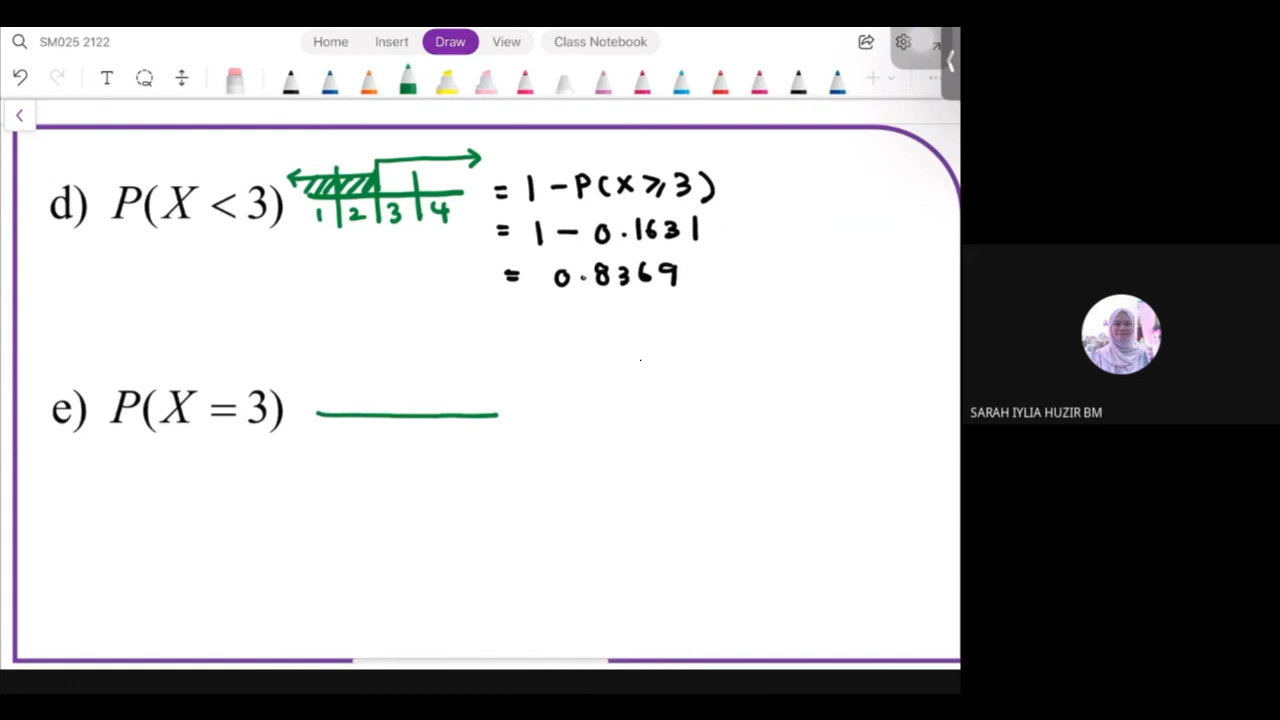 SM025 2122
Home Insert Draw View Class Notebook
T
d) P(X < 3) 1 2 3 4 = 1 - P(X ⩾ 3)
= 1 - 0.1631
= 0.8369
e) P(X = 3)
SARAH IYLIA HUZIR BM